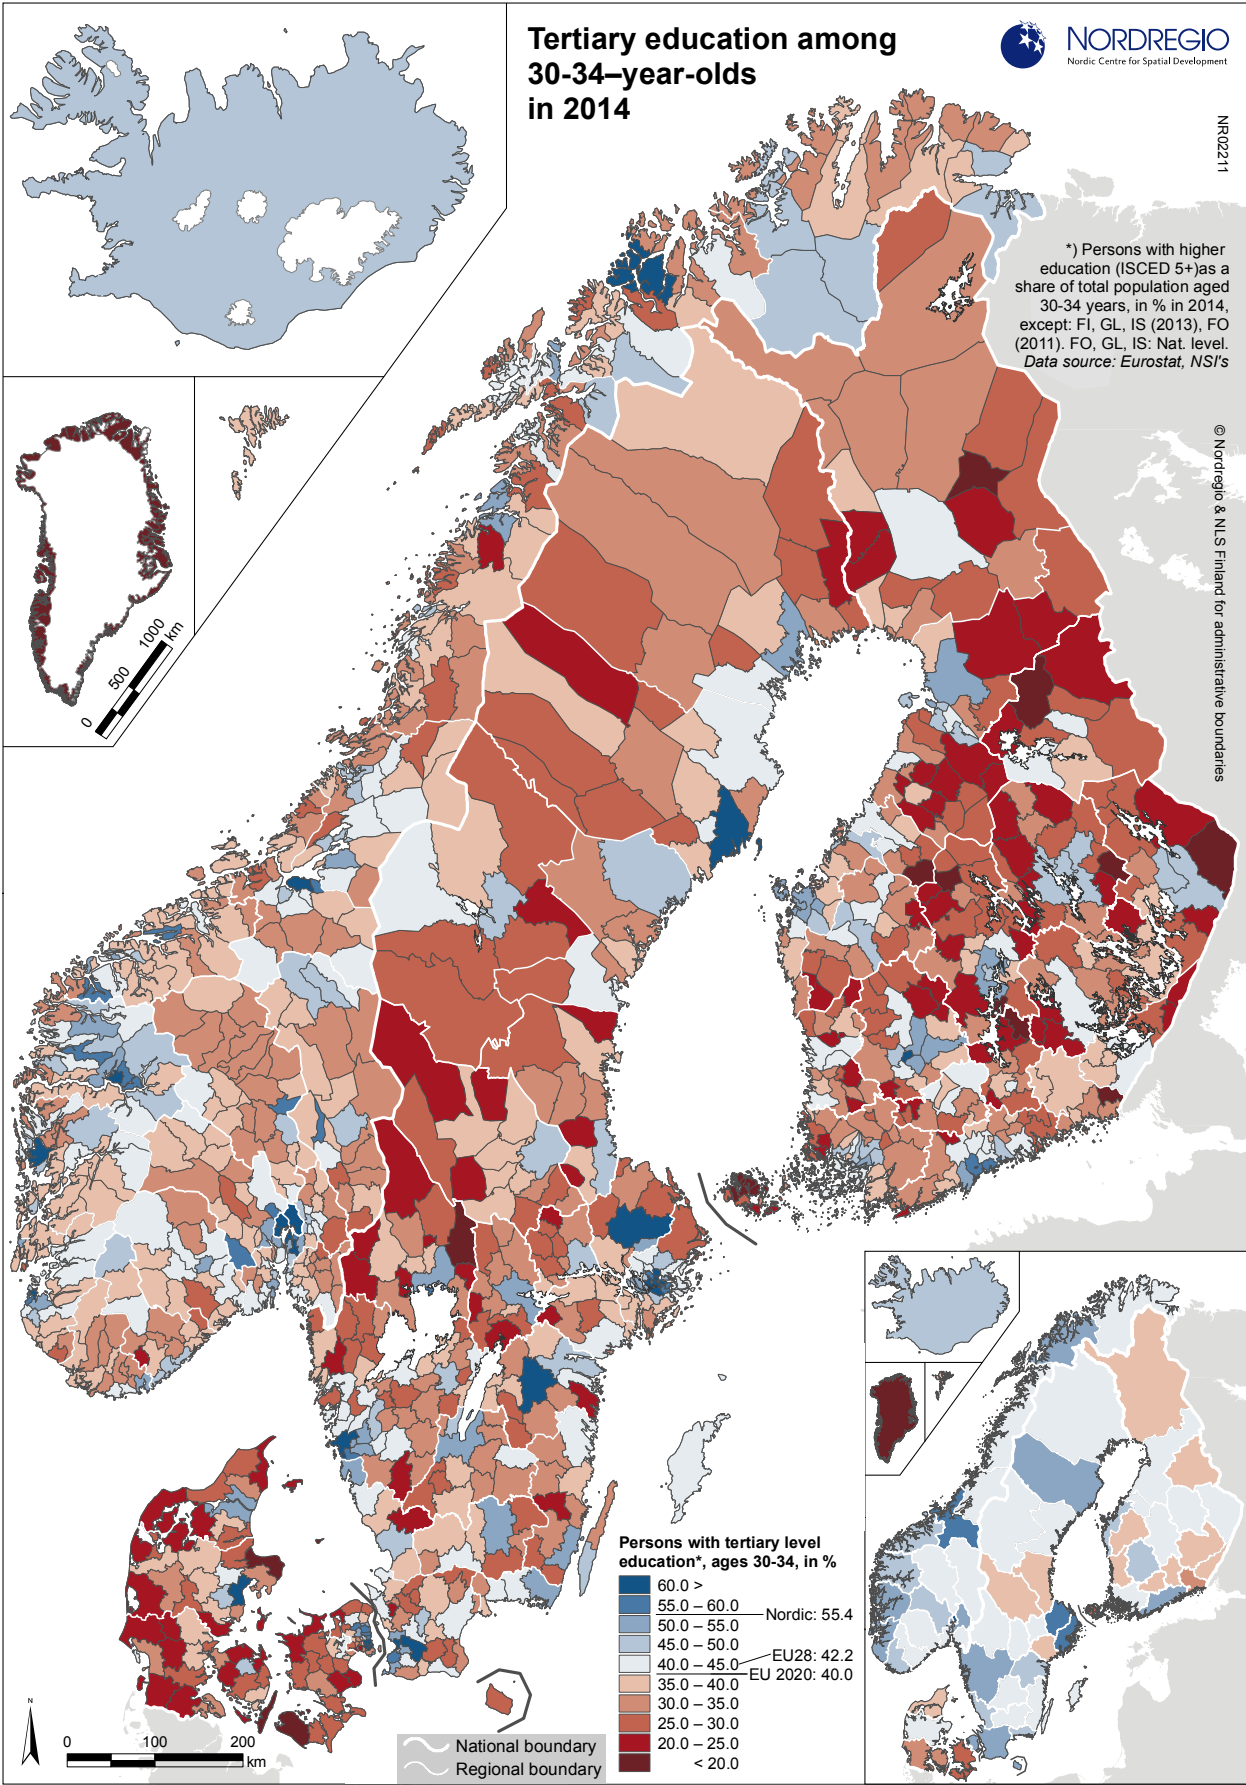 Tertiary education among
30-34–year-olds
in 2014
NORDREGIO
Nordic Centre for Spatial Development
NR02211
*) Persons with higher
education (ISCED 5+)as a
share of total population aged
30-34 years, in % in 2014,
except: FI, GL, IS (2013), FO
(2011). FO, GL, IS: Nat. level.
Data source: Eurostat, NSI's
© Nordregio & NLS Finland for administrative boundaries
0 500 1000
km
Persons with tertiary level
education*, ages 30-34, in %
60.0 >
55.0 – 60.0
Nordic: 55.4
50.0 – 55.0
45.0 – 50.0
EU28: 42.2
40.0 – 45.0
EU 2020: 40.0
35.0 – 40.0
30.0 – 35.0
25.0 – 30.0
20.0 – 25.0
< 20.0
N
0 100 200
km
National boundary
Regional boundary